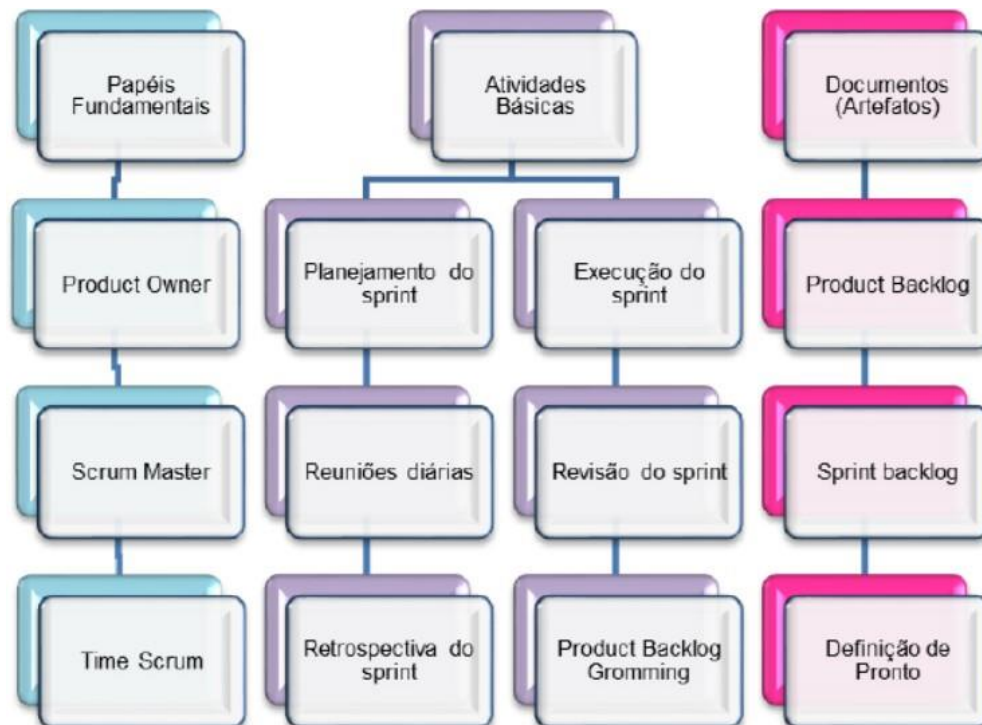 Papéis
Fundamentais
Atividades
Básicas
Documentos
(Artefatos)
Product Owner
Planejamento do
sprint
Execução do
sprint
Product Backlog
Scrum Master
Reuniões diárias
Revisão do sprint
Sprint backlog
Time Scrum
Retrospectiva do
sprint
Product Backlog
Gromming
Definição de
Pronto